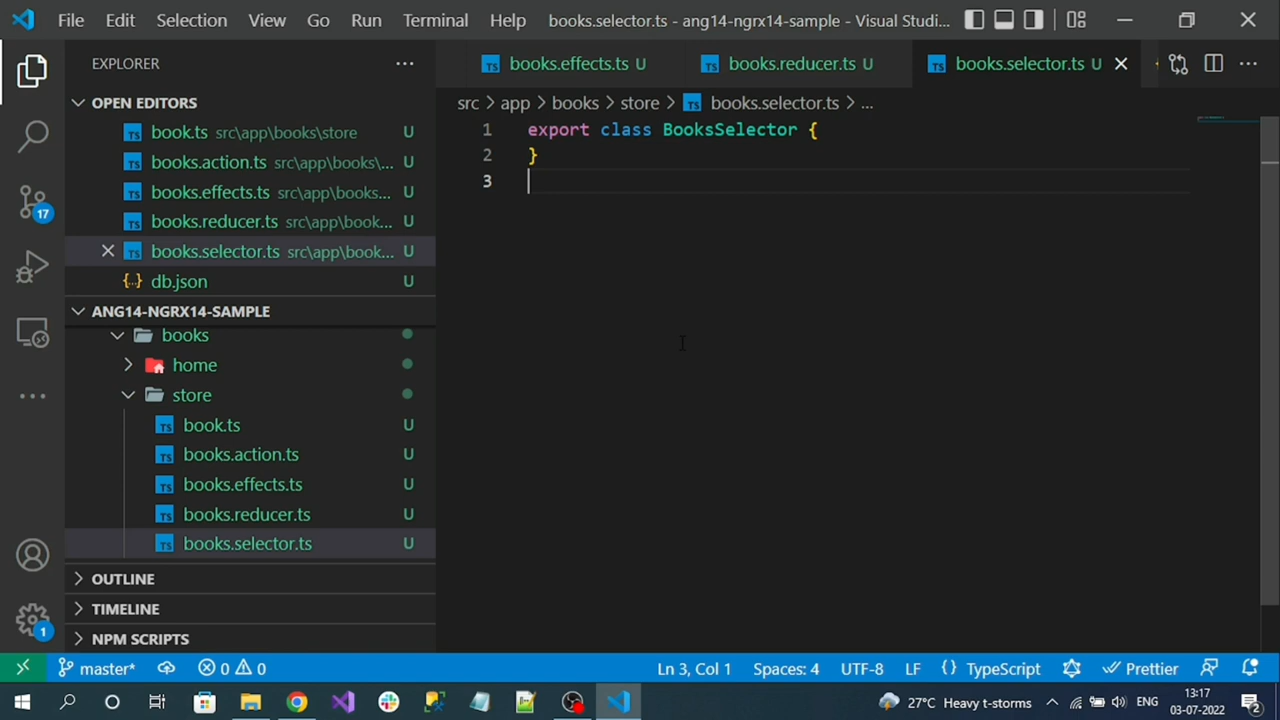 File Edit Selection View Go Run Terminal Help books.selector.ts - ang14-ngrx14-sample - Visual Studi...
EXPLORER
OPEN EDITORS
book.ts src\app\books\store U
books.action.ts src\app\books\... U
books.effects.ts src\app\books... U
books.reducer.ts src\app\book... U
books.selector.ts src\app\book... U
db.json U
ANG14-NGRX14-SAMPLE
books
home
store
book.ts U
books.action.ts U
books.effects.ts U
books.reducer.ts U
books.selector.ts U
OUTLINE
TIMELINE
NPM SCRIPTS
17
1
books.effects.ts U books.reducer.ts U books.selector.ts U
src > app > books > store > TS books.selector.ts > ...
1 export class BooksSelector {
2 }
3
master* 0 0 Ln 3, Col 1 Spaces: 4 UTF-8 LF {} TypeScript Prettier
27°C Heavy t-storms ENG 13:17
03-07-2022 2